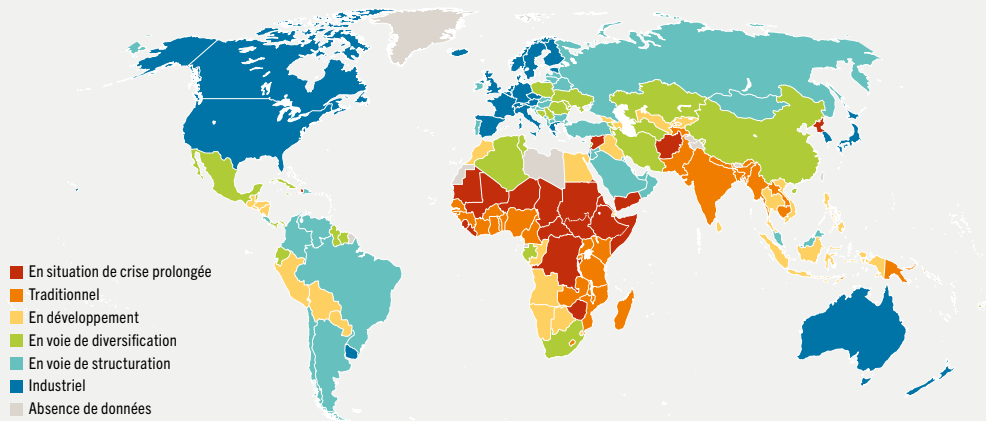 En situation de crise prolongée
Traditionnel
En développement
En voie de diversification
En voie de structuration
Industriel
Absence de données